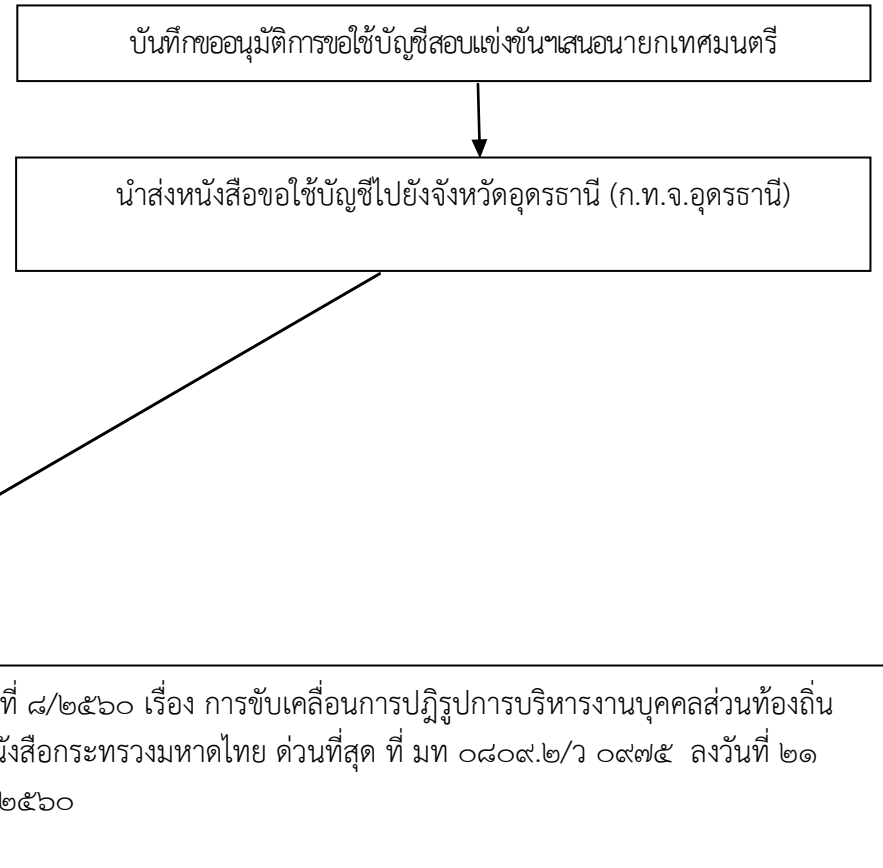 บันทึกขออนุมัติการขอใช้บัญชีสอบแข่งขันฯเสนอนายกเทศมนตรี
นำส่งหนังสือขอใช้บัญชีไปยังจังหวัดอุดรธานี (ก.ท.จ.อุดรธานี)
ที่ ๘/๒๕๖๐ เรื่อง การขับเคลื่อนการปฏิรูปการบริหารงานบุคคลส่วนท้องถิ่น
นังสือกระทรวงมหาดไทย ด่วนที่สุด ที่ มท ๐๘๐๙.๒/ว ๐๙๗๕ ลงวันที่ ๒๑
๒๕๖๐